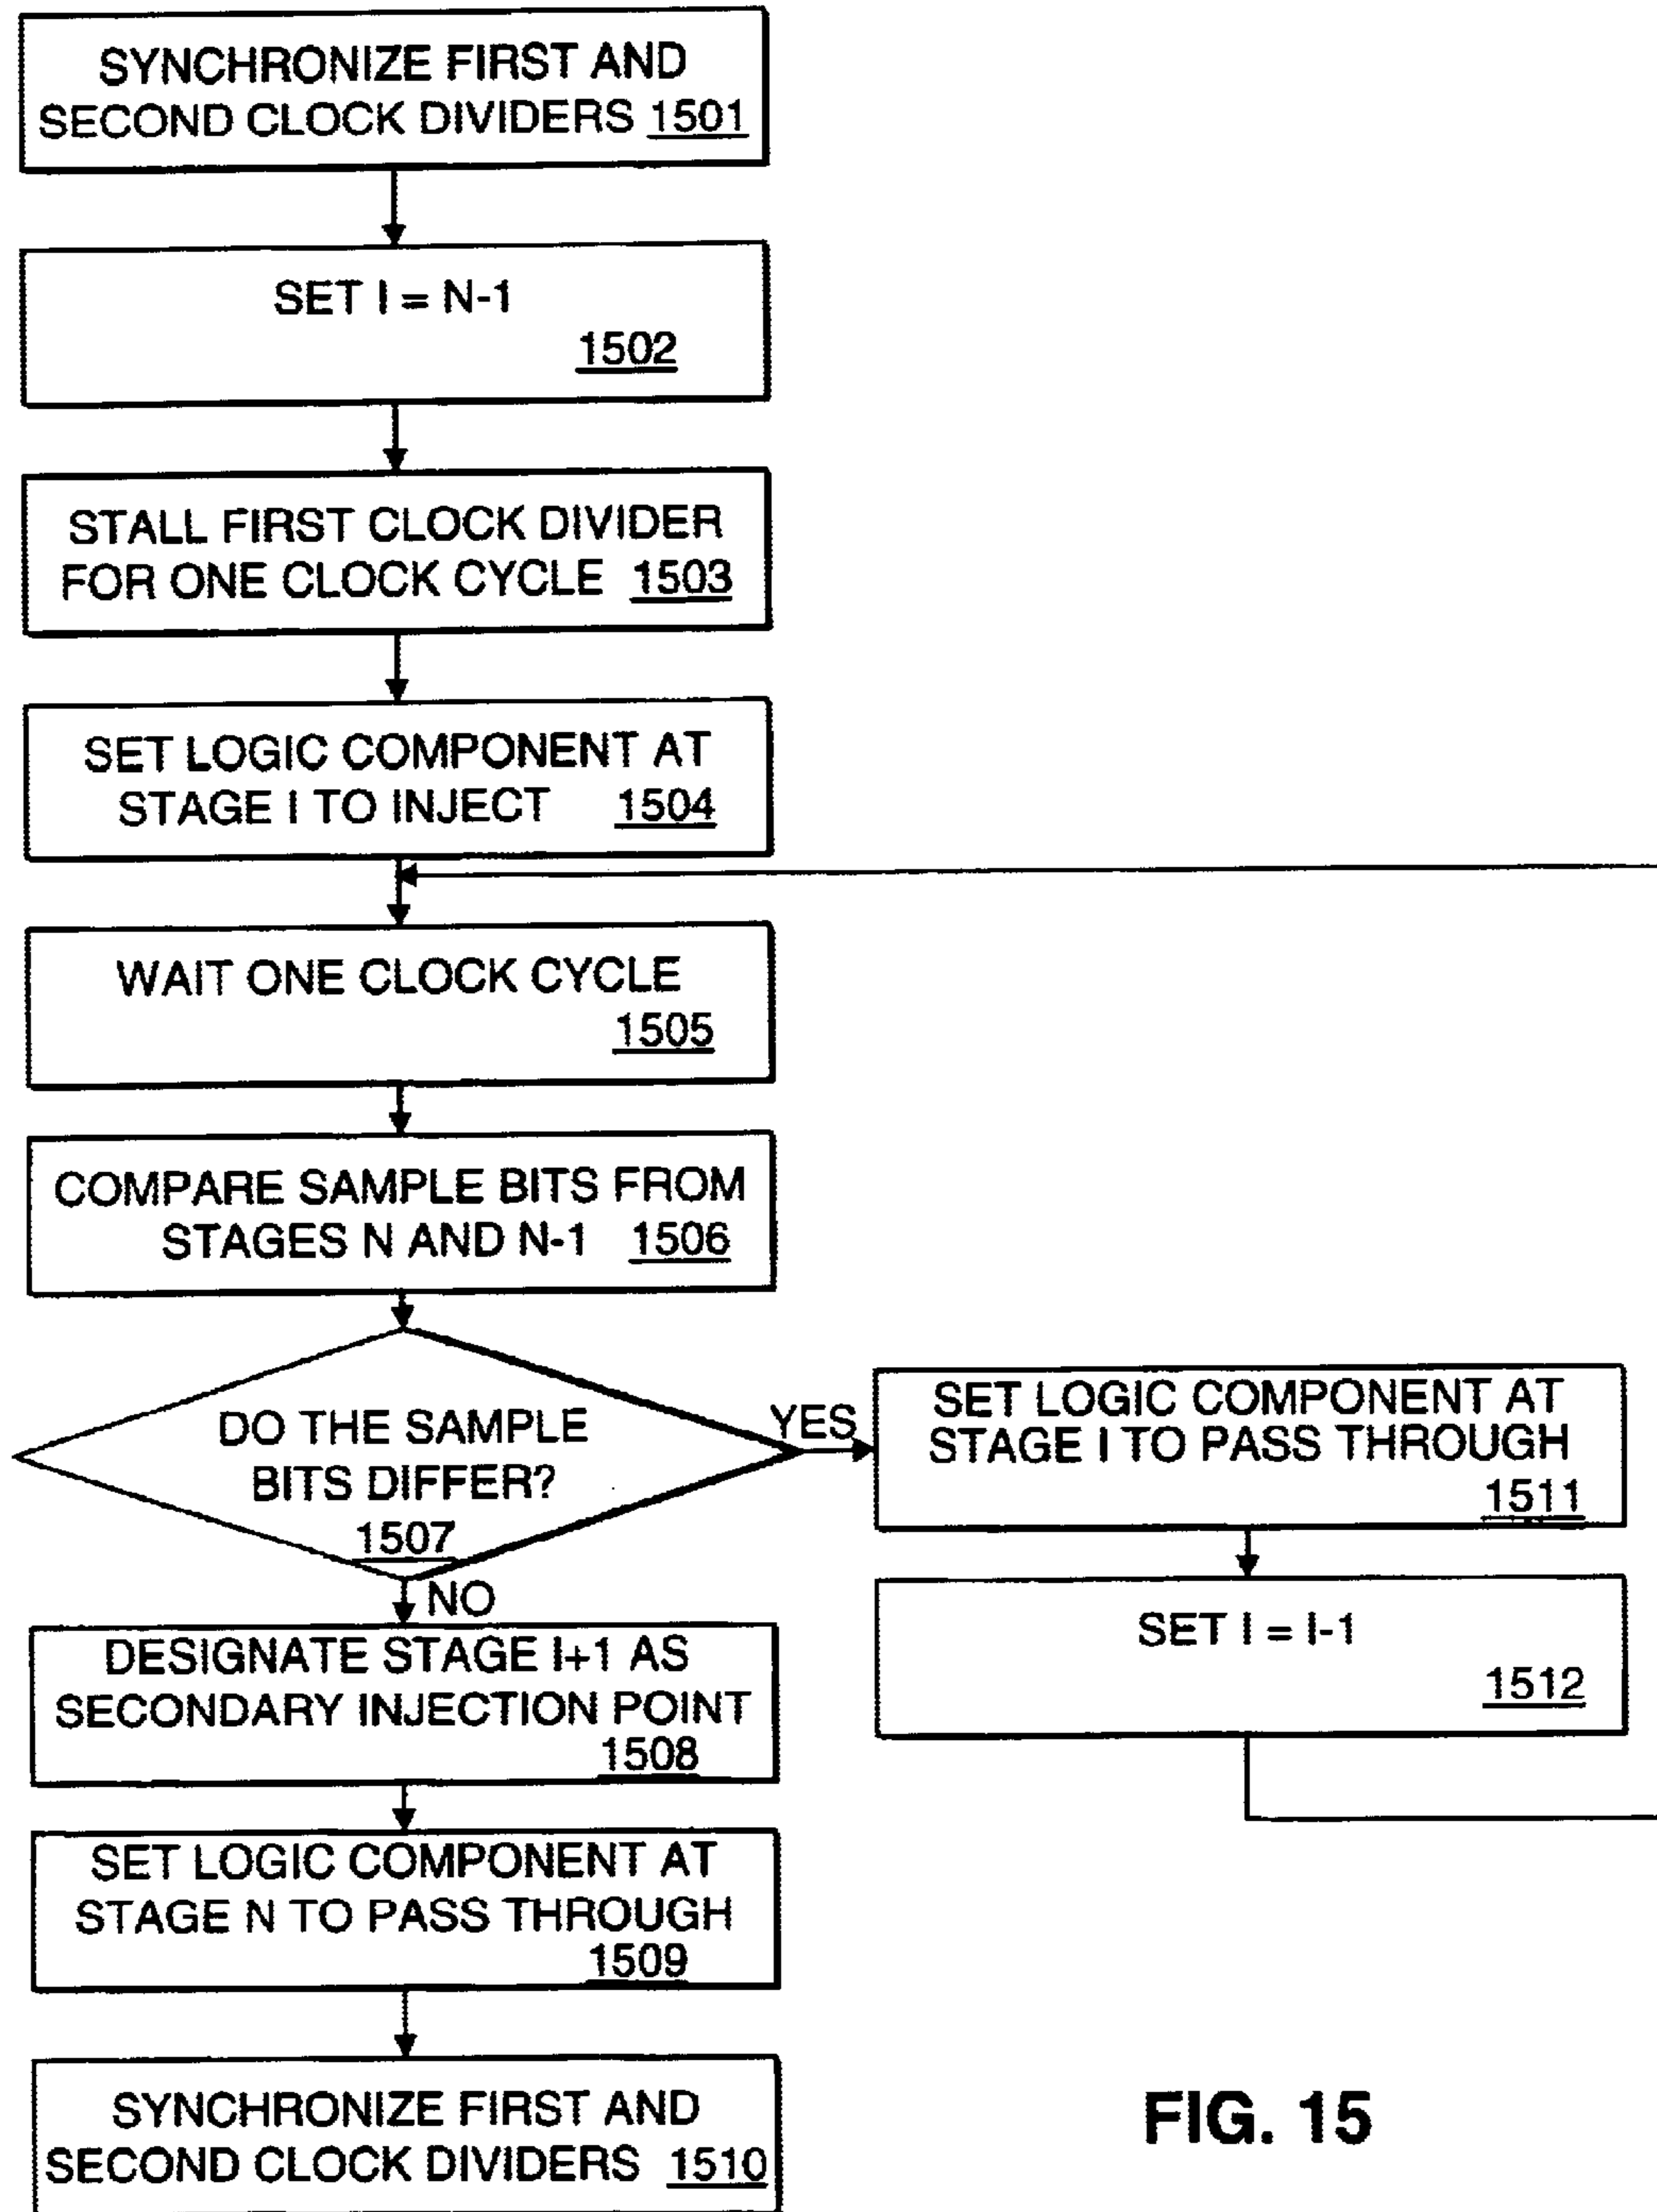 SYNCHRONIZE FIRST AND
SECOND CLOCK DIVIDERS 1501
SET I = N-1
1502
STALL FIRST CLOCK DIVIDER
FOR ONE CLOCK CYCLE 1503
SET LOGIC COMPONENT AT
STAGE I TO INJECT 1504
WAIT ONE CLOCK CYCLE
1505
COMPARE SAMPLE BITS FROM
STAGES N AND N-1 1506
DO THE SAMPLE
BITS DIFFER?
1507
YES
SET LOGIC COMPONENT AT
STAGE I TO PASS THROUGH
1511
SET I = I-1
1512
NO
DESIGNATE STAGE I+1 AS
SECONDARY INJECTION POINT
1508
SET LOGIC COMPONENT AT
STAGE N TO PASS THROUGH
1509
SYNCHRONIZE FIRST AND
SECOND CLOCK DIVIDERS 1510
FIG. 15